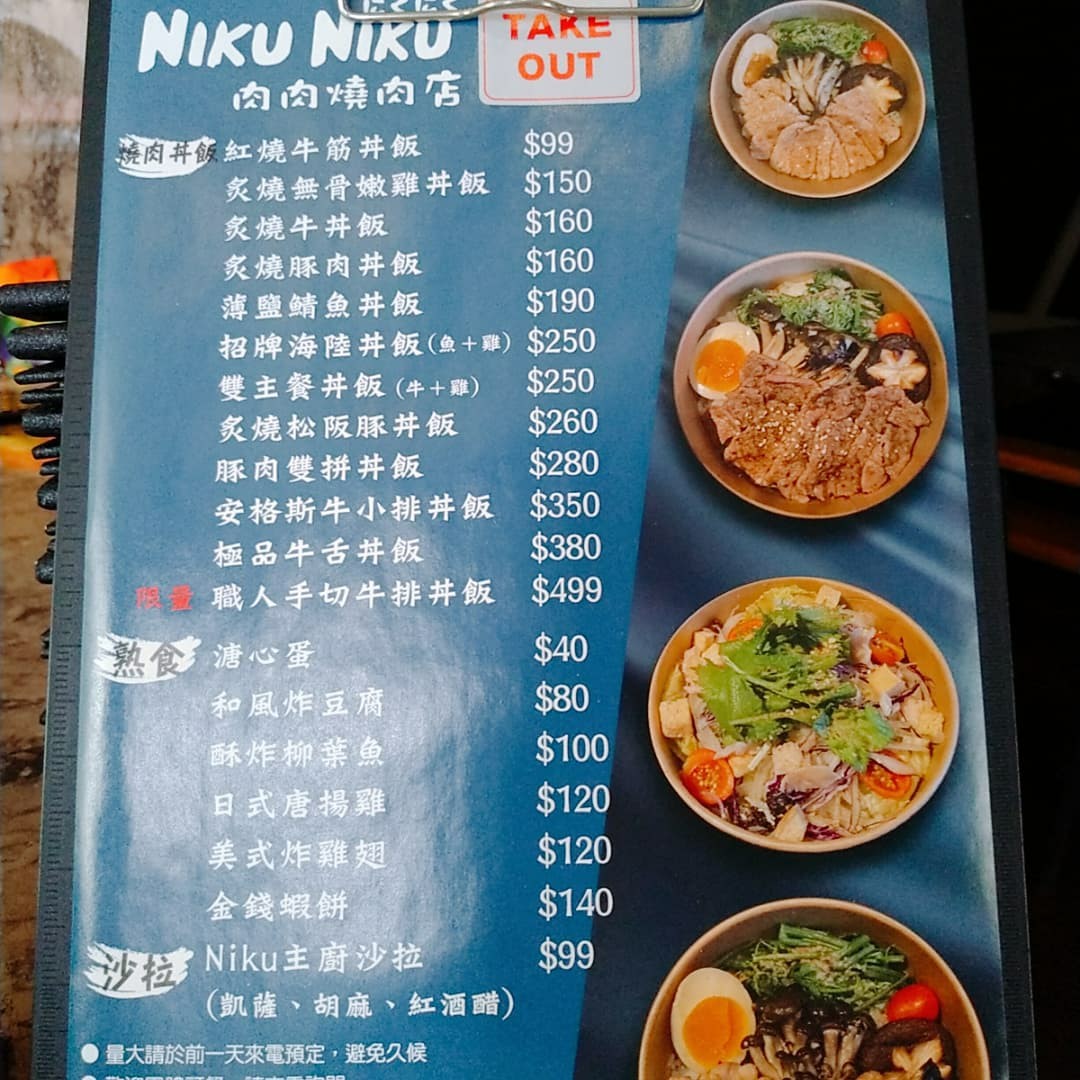 にくにく
NIKU NIKU
肉肉燒肉店
TAKE
OUT
燒肉丼飯
紅燒牛筋丼飯 $99
炙燒無骨嫩雞丼飯 $150
炙燒牛丼飯 $160
炙燒豚肉丼飯 $160
薄鹽鯖魚丼飯 $190
招牌海陸丼飯(魚+雞) $250
雙主餐丼飯(牛+雞) $250
炙燒松阪豚丼飯 $260
豚肉雙拼丼飯 $280
安格斯牛小排丼飯 $350
極品牛舌丼飯 $380
限量 職人手切牛排丼飯 $499
熟食
溏心蛋 $40
和風炸豆腐 $80
酥炸柳葉魚 $100
日式唐揚雞 $120
美式炸雞翅 $120
金錢蝦餅 $140
沙拉
Niku主廚沙拉 $99
(凱薩、胡麻、紅酒醋)
●量大請於前一天來電預定,避免久候